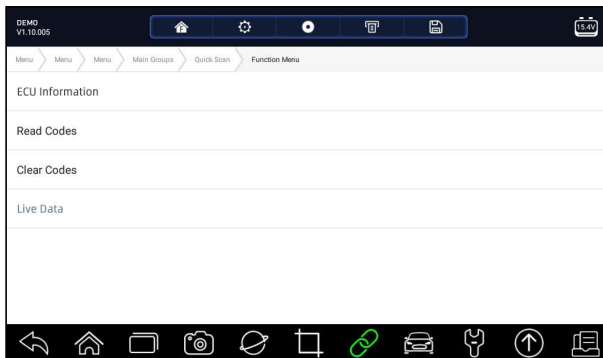 DEMO
V1.10.005
15.4V
Menu Menu Menu Main Groups Quick Scan Function Menu
ECU Information
Read Codes
Clear Codes
Live Data